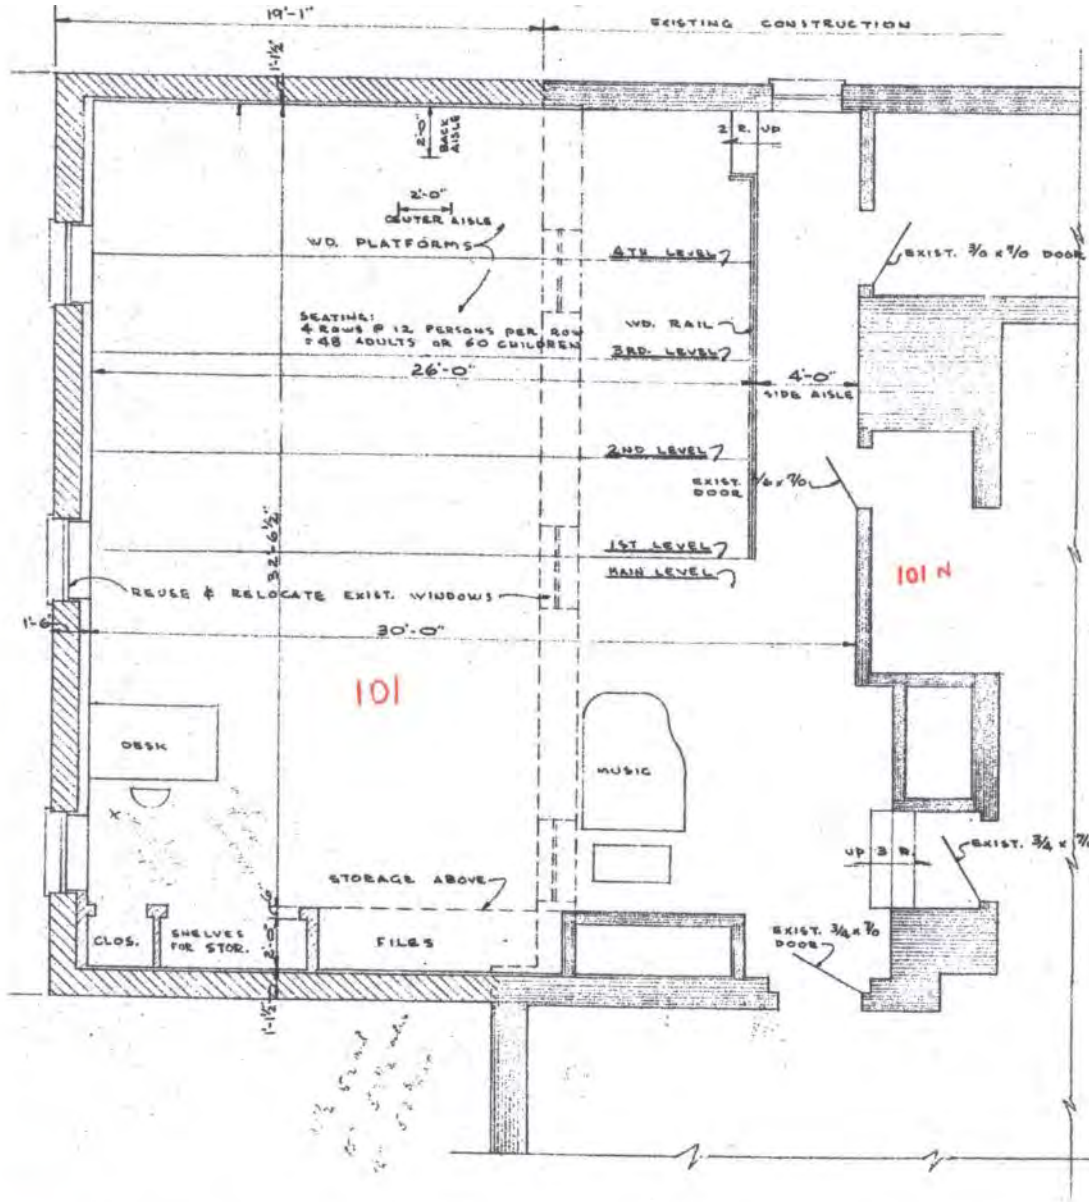 19'-1"
EXISTING CONSTRUCTION
1'-1½"
2'-0"
BACK
AISLE
2 R. UP
2'-0"
CENTER AISLE
WD. PLATFORMS
4TH LEVEL
EXIST. 3/0 x 7/0 DOOR
SEATING:
4 ROWS @ 12 PERSONS PER ROW
= 48 ADULTS OR 60 CHILDREN
WD. RAIL
3RD. LEVEL
26'-0"
4'-0"
SIDE AISLE
2ND LEVEL
EXIST.
DOOR
1ST LEVEL
MAIN LEVEL
32'-6½"
101 N
REUSE & RELOCATE EXIST. WINDOWS
1'-6"
30'-0"
101
DESK
MUSIC
X
UP 3 R.
EXIST. 3/4 x
STORAGE ABOVE
6"
CLOS.
SHELVES
FOR STOR.
2'-0"
FILES
EXIST. 3/4 x 7/0
DOOR
1'-1½"